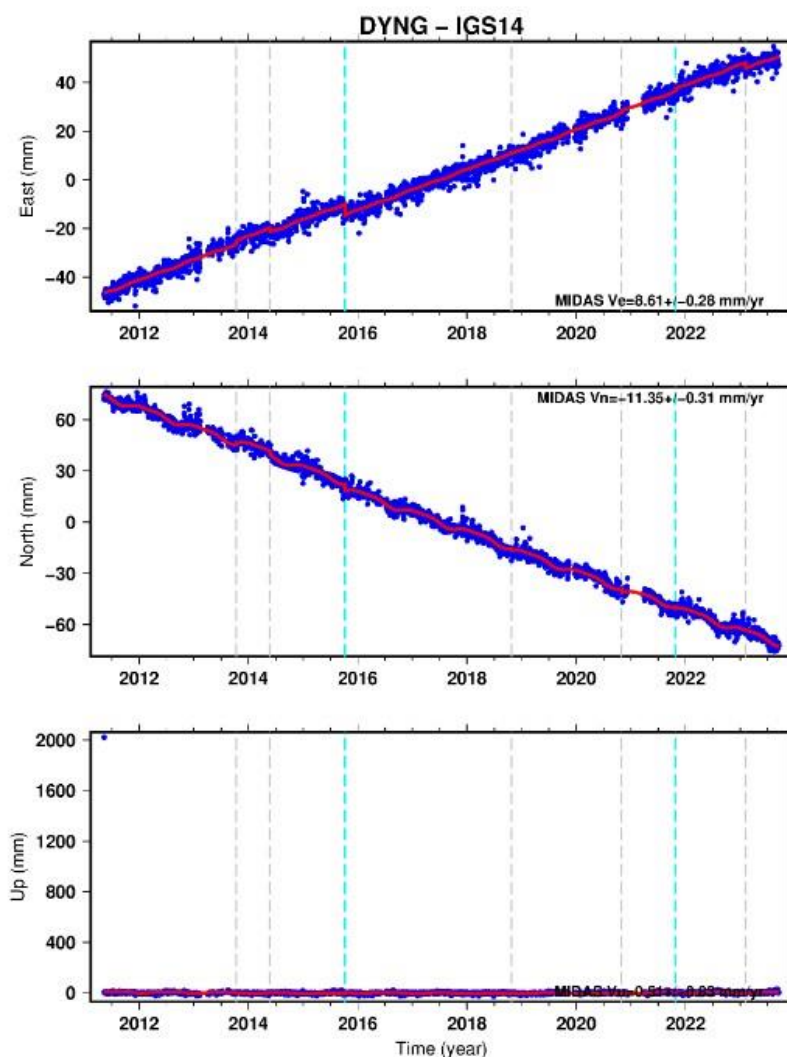 DYNG – IGS14
40
20
0
−20
−40
East (mm)
MIDAS Ve=8.61+/−0.28 mm/yr
2012 2014 2016 2018 2020 2022
60
30
0
−30
−60
North (mm)
MIDAS Vn=−11.35+/−0.31 mm/yr
2012 2014 2016 2018 2020 2022
2000
1600
1200
800
400
0
Up (mm)
MIDAS mm/yr
2012 2014 2016 2018 2020 2022
Time (year)